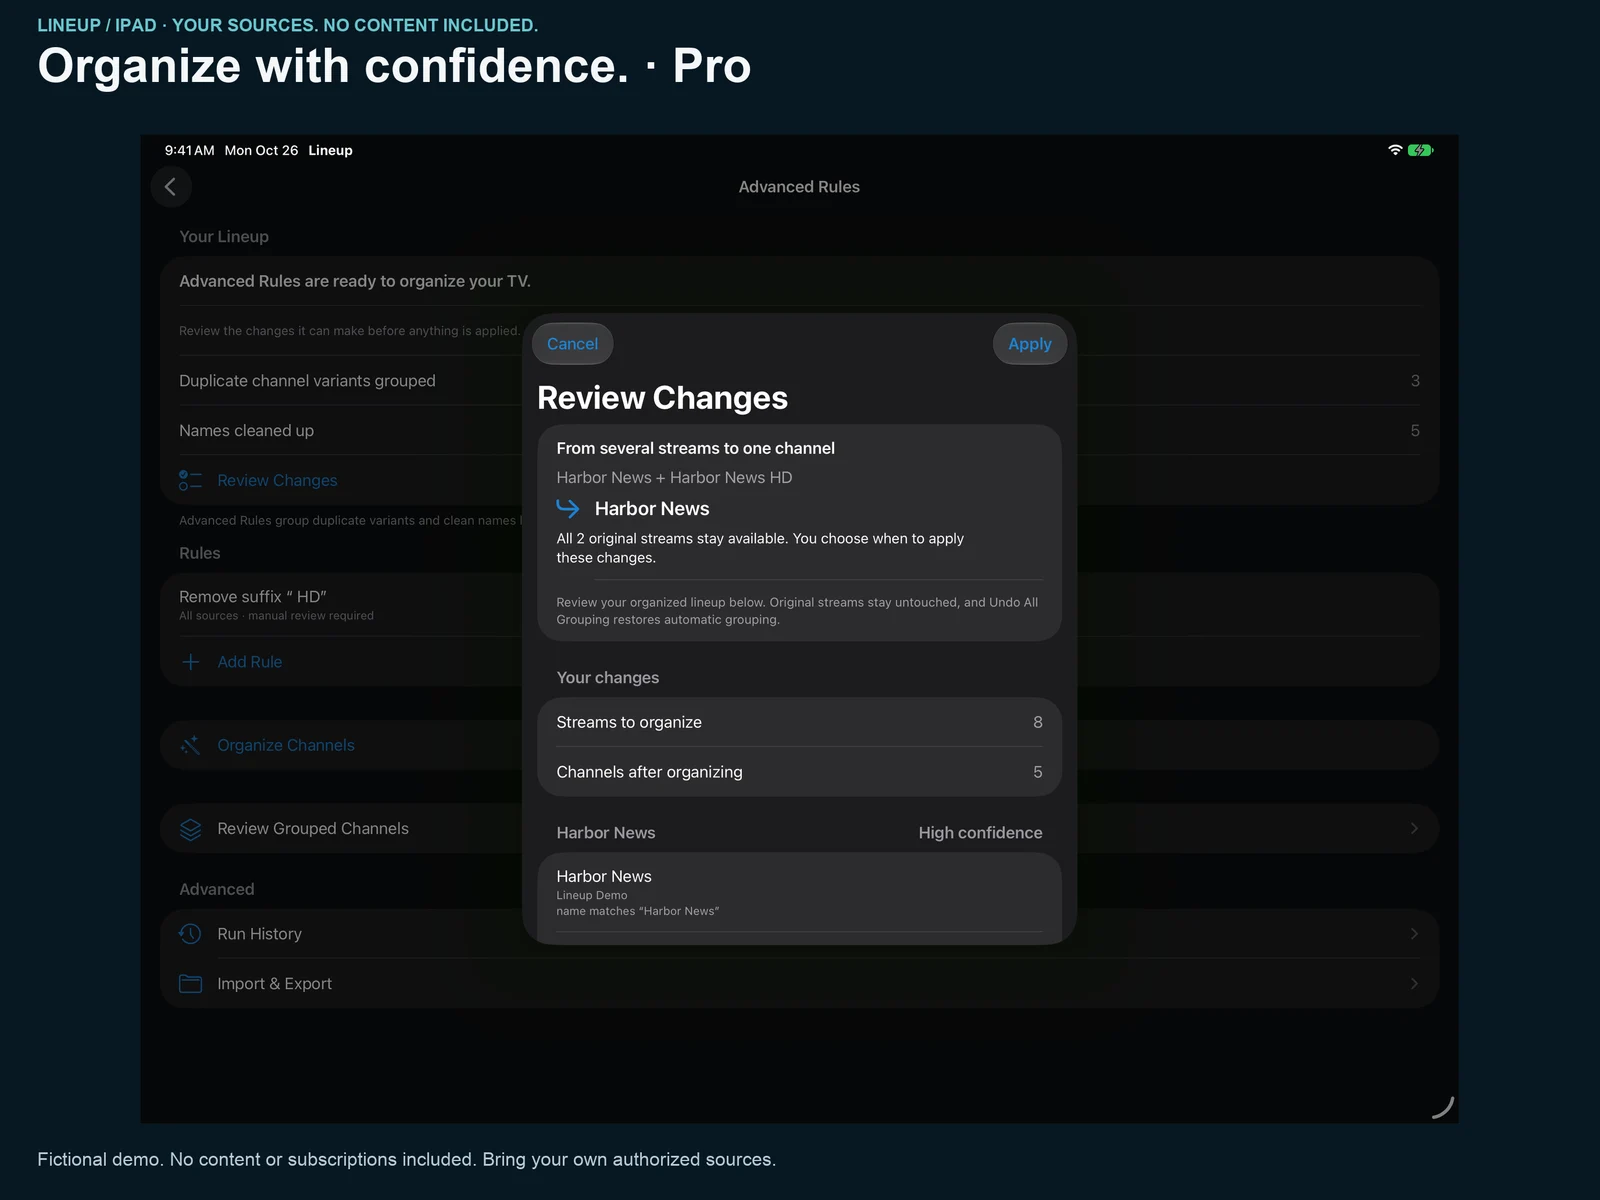 LINEUP / IPAD · YOUR SOURCES. NO CONTENT INCLUDED.
Organize with confidence. · Pro
9:41 AM Mon Oct 26 Lineup
Advanced Rules
Your Lineup
Advanced Rules are ready to organize your TV.
Review the changes it can make before anything is applied.
Duplicate channel variants grouped
3
Names cleaned up
5
Review Changes
Advanced Rules group duplicate variants and clean names
Rules
Remove suffix “ HD”
All sources · manual review required
Add Rule
Organize Channels
Review Grouped Channels
Advanced
Run History
Import & Export
Cancel
Apply
Review Changes
From several streams to one channel
Harbor News + Harbor News HD
Harbor News
All 2 original streams stay available. You choose when to apply
these changes.
Review your organized lineup below. Original streams stay untouched, and Undo All
Grouping restores automatic grouping.
Your changes
Streams to organize 8
Channels after organizing 5
Harbor News High confidence
Harbor News
Lineup Demo
name matches “Harbor News”
Fictional demo. No content or subscriptions included. Bring your own authorized sources.